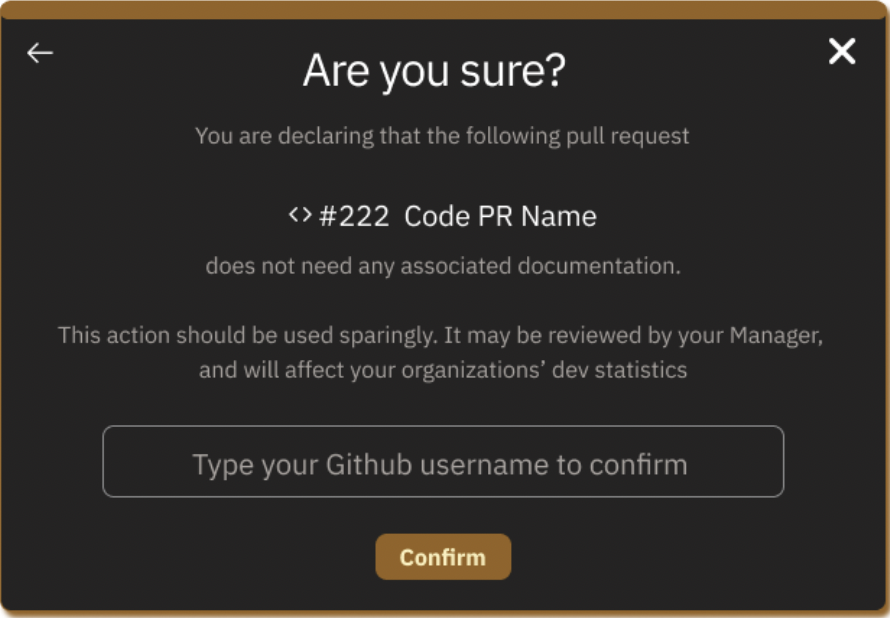 Are you sure?
You are declaring that the following pull request
<> #222 Code PR Name
does not need any associated documentation.
This action should be used sparingly. It may be reviewed by your Manager,
and will affect your organizations’ dev statistics
Type your Github username to confirm
Confirm